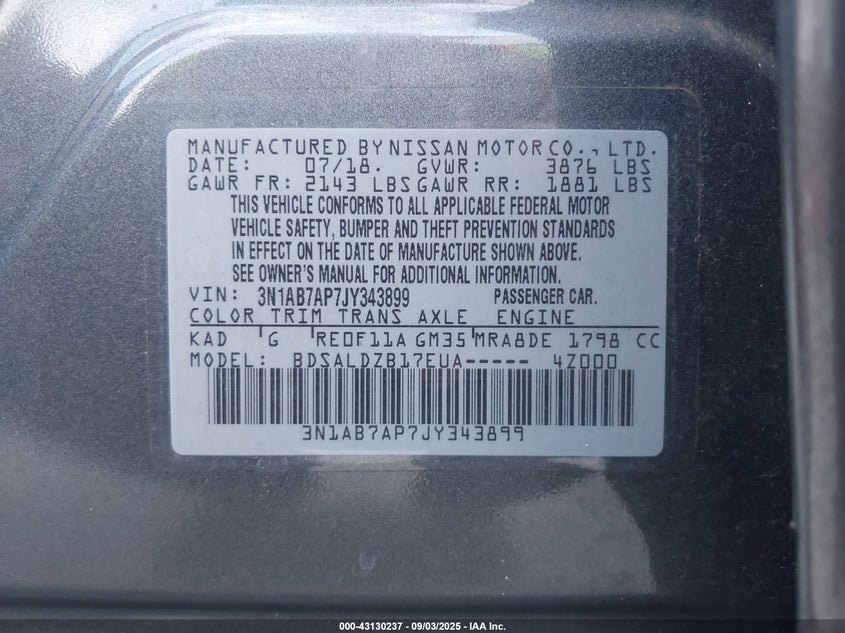 MANUFACTURED BY NISSAN MOTOR CO., LTD.
DATE: 07/18. GVWR: 3876 LBS
GAWR FR: 2143 LBS GAWR RR: 1881 LBS
THIS VEHICLE CONFORMS TO ALL APPLICABLE FEDERAL MOTOR
VEHICLE SAFETY, BUMPER AND THEFT PREVENTION STANDARDS
IN EFFECT ON THE DATE OF MANUFACTURE SHOWN ABOVE.
SEE OWNER'S MANUAL FOR ADDITIONAL INFORMATION.
VIN: 3N1AB7AP7JY343899 PASSENGER CAR.
COLOR TRIM TRANS AXLE ENGINE
KAD G RE0F11A GM35 MRA8DE 1798 CC
MODEL: BDSALDZB17EUA----- 4Z000
3N1AB7AP7JY343899
000-43130237 - 09/03/2025 - IAA Inc.